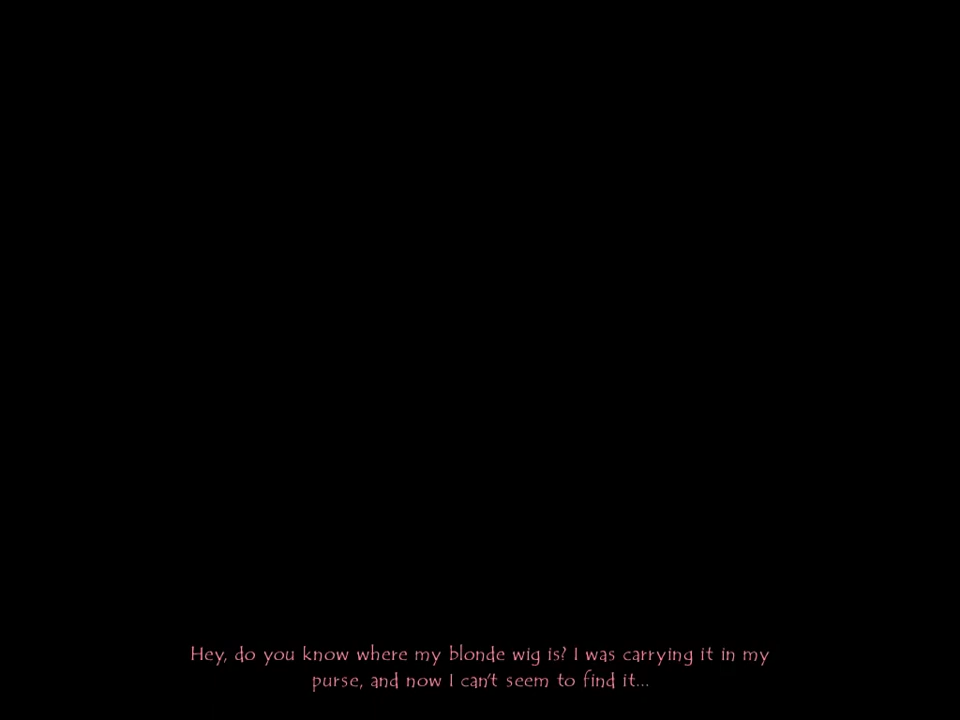 Hey, do you know where my blonde wig is? I was carrying it in my
purse, and now I can't seem to find it...